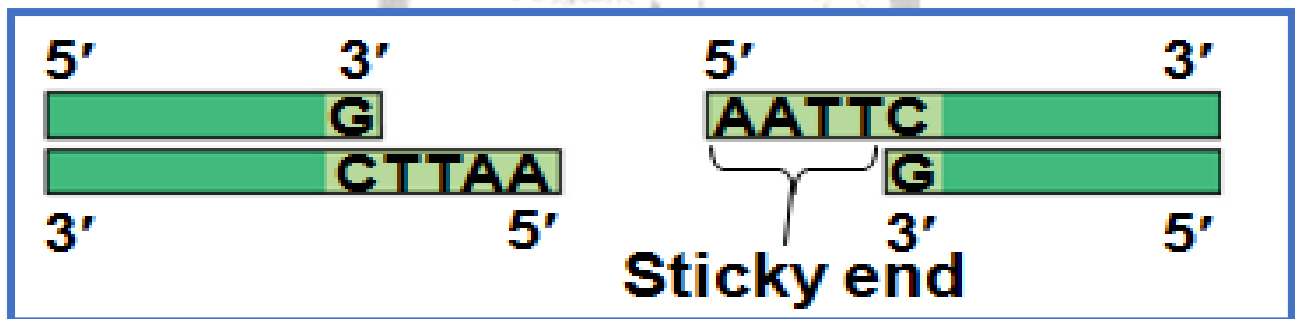 5′ 3′ 5′ 3′
G AATTC
CTTAA G
3′ 5′ 3′ 5′
Sticky end